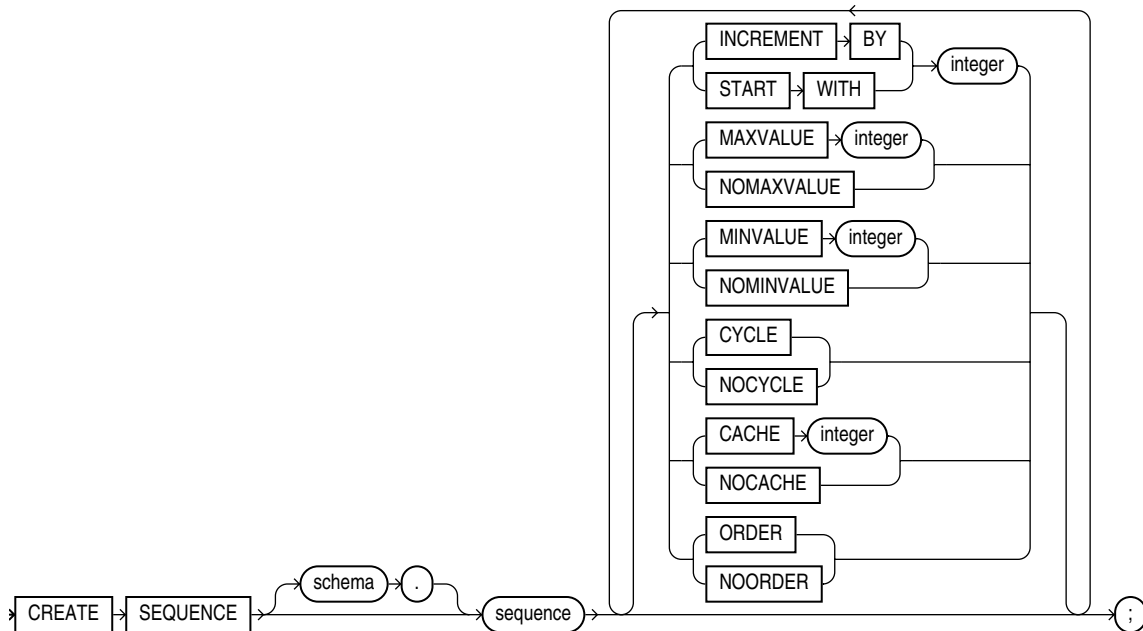 INCREMENT BY
START WITH integer
MAXVALUE integer
NOMAXVALUE
MINVALUE integer
NOMINVALUE
CYCLE
NOCYCLE
CACHE integer
NOCACHE
ORDER
NOORDER
CREATE SEQUENCE schema . sequence ;